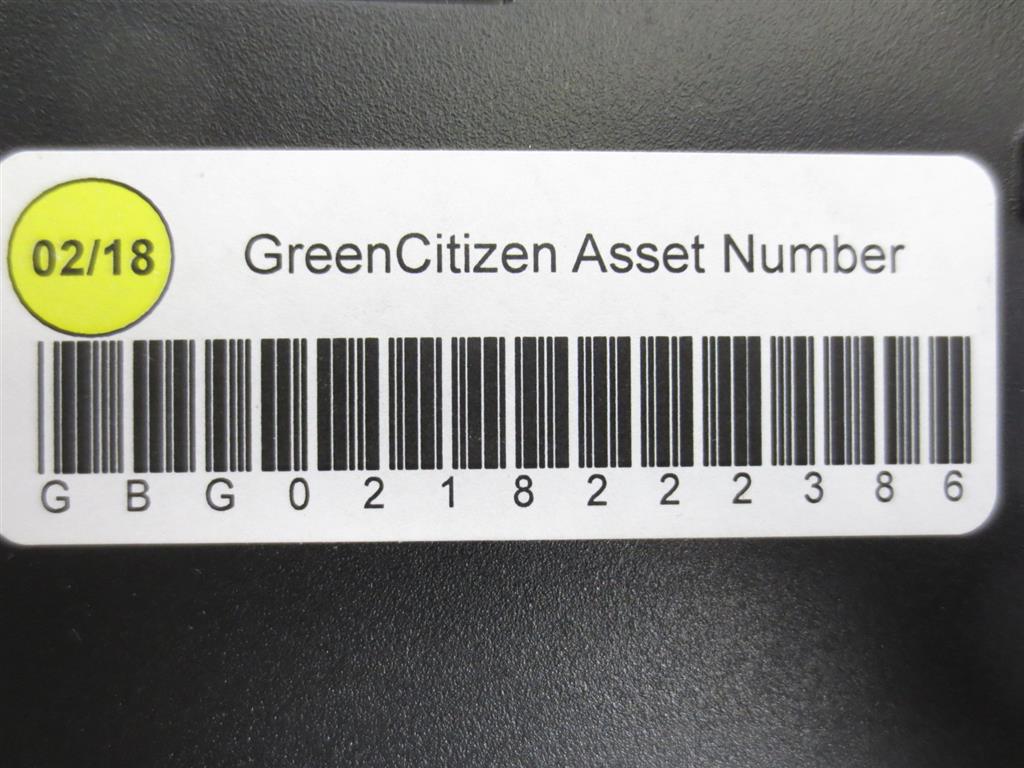 02/18
GreenCitizen Asset Number
G B G 0 2 1 8 2 2 2 3 8 6